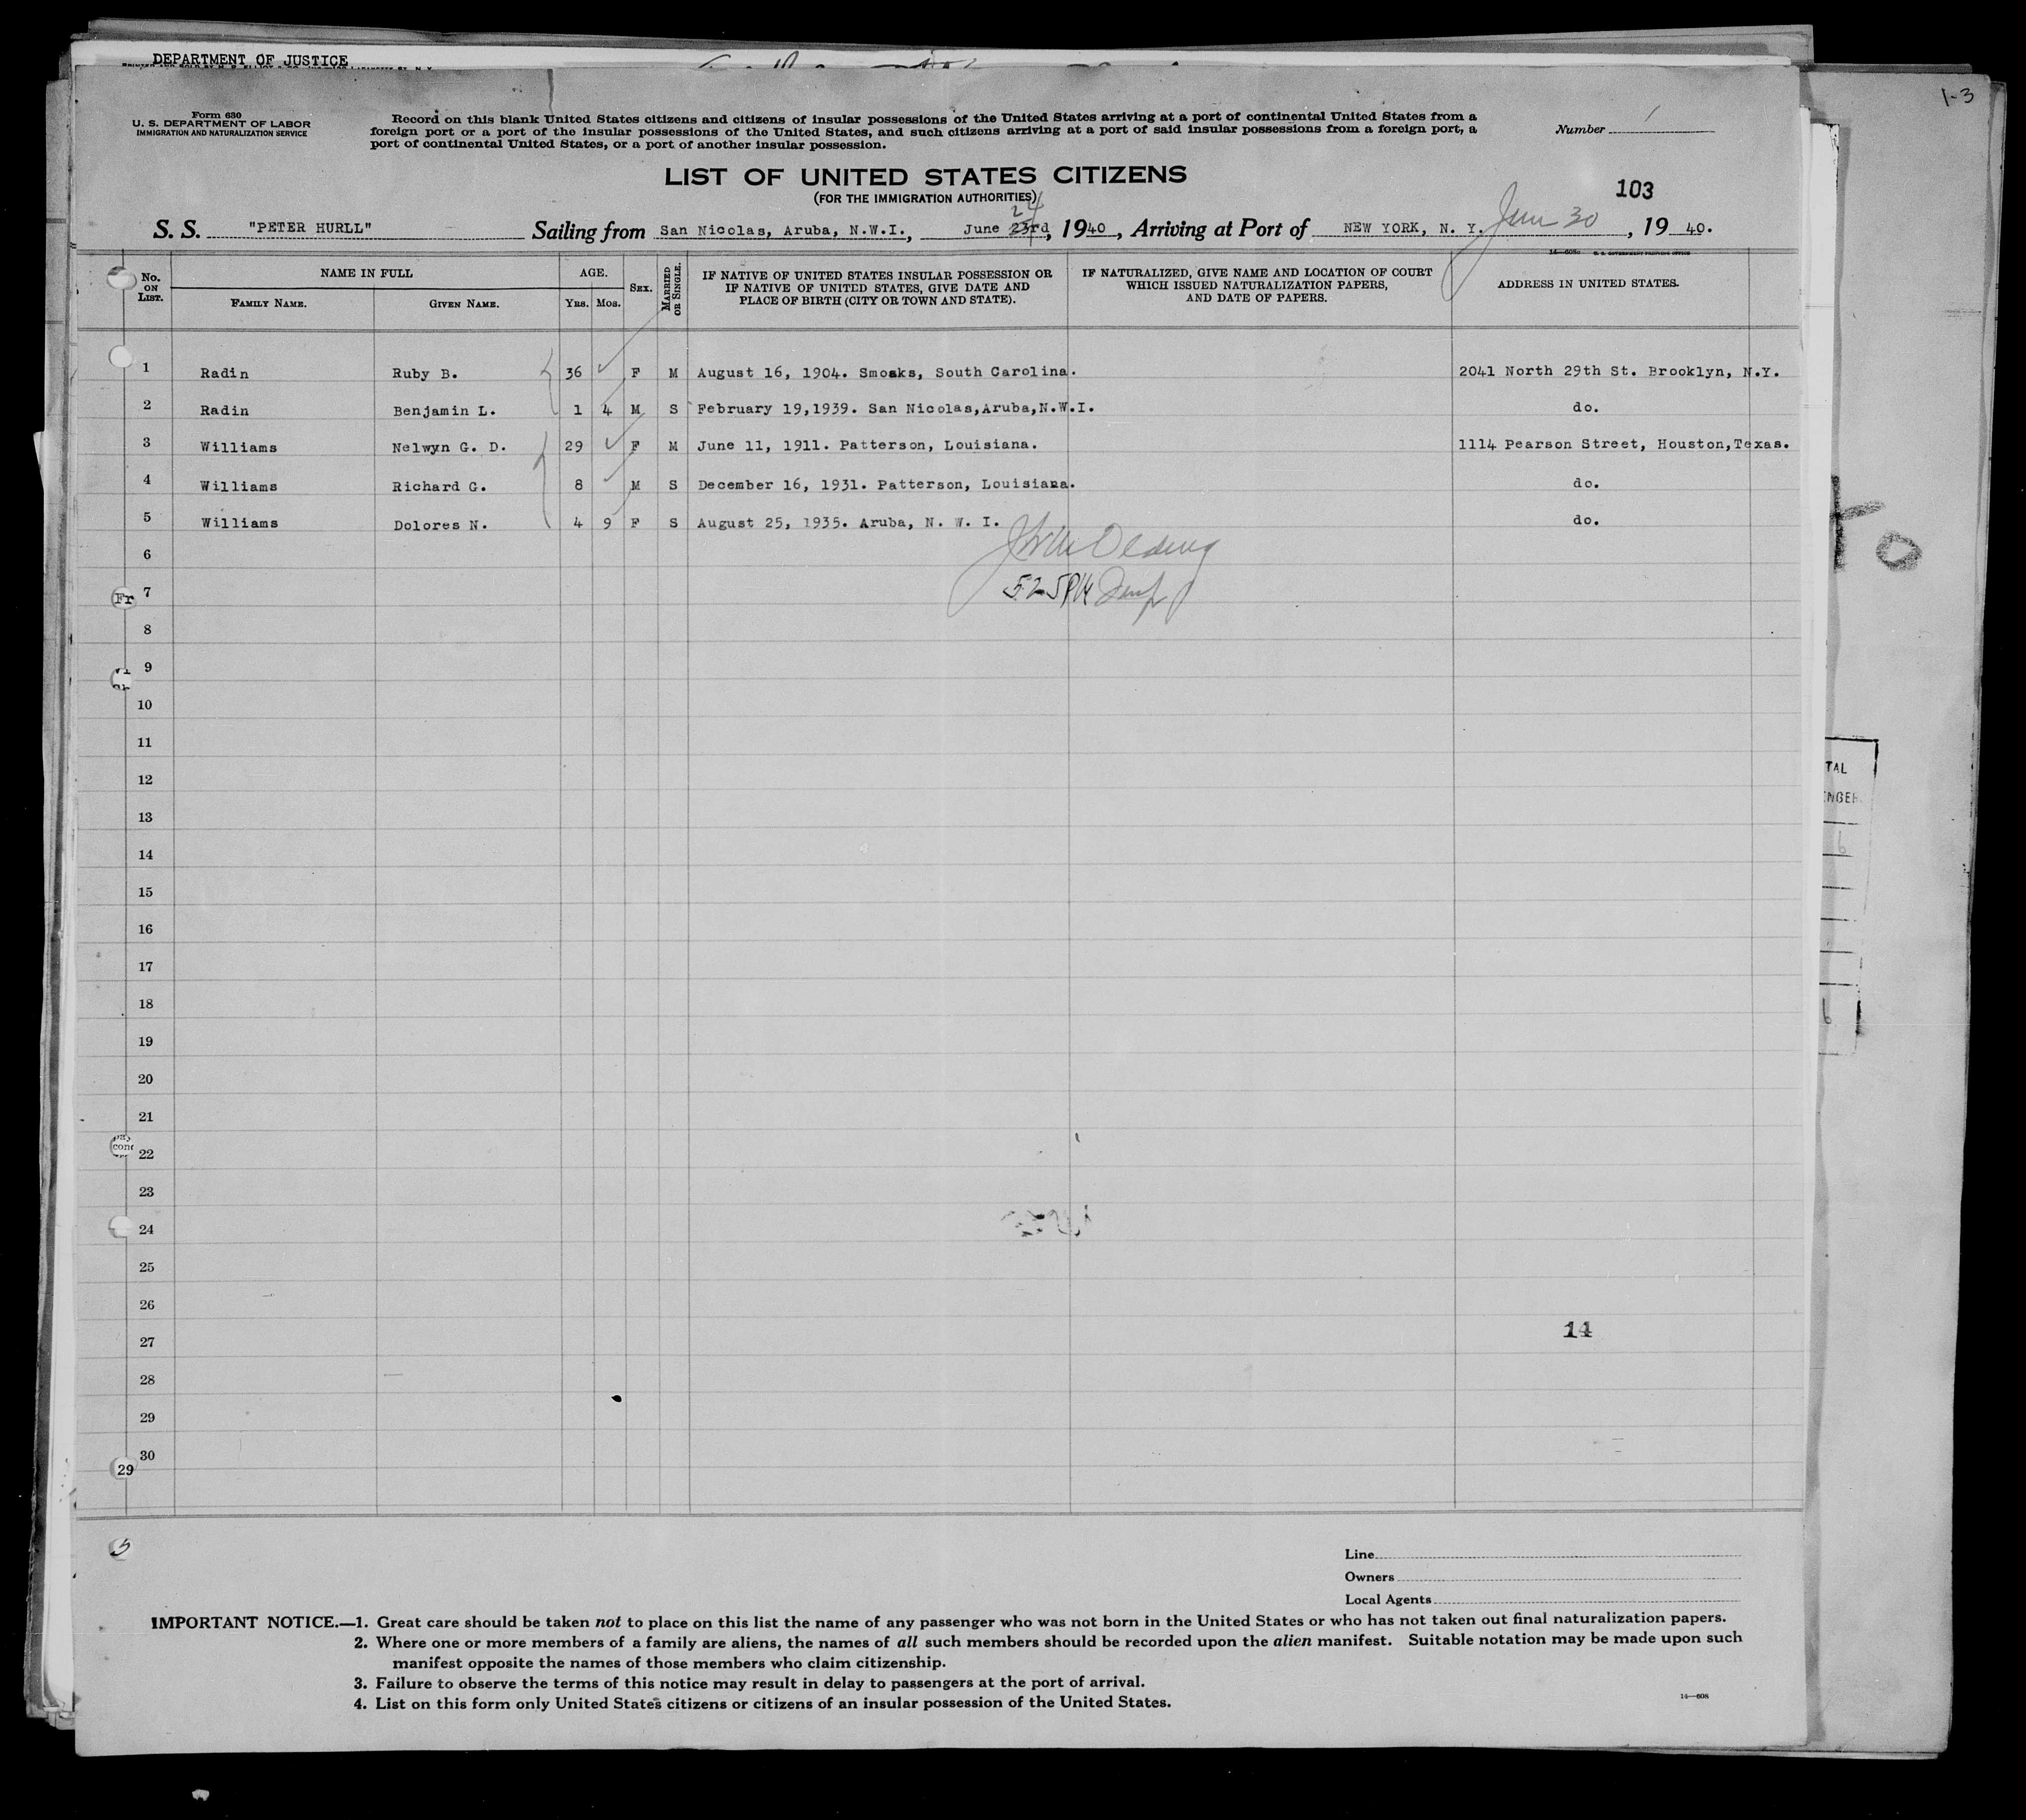 DEPARTMENT OF JUSTICE
1-3
Form 630
U. S. DEPARTMENT OF LABOR
IMMIGRATION AND NATURALIZATION SERVICE
Record on this blank United States citizens and citizens of insular possessions of the United States arriving at a port of continental United States from a
foreign port or a port of the insular possessions of the United States, and such citizens arriving at a port of said insular possessions from a foreign port, a
port of continental United States, or a port of another insular possession.
Number 1
LIST OF UNITED STATES CITIZENS
(FOR THE IMMIGRATION AUTHORITIES)
103
24
S. S. "PETER HURLL" Sailing from San Nicolas, Aruba, N.W.I., June 23rd, 1940, Arriving at Port of NEW YORK, N. Y. Jun 30, 19 40.
No. ON LIST.
NAME IN FULL
FAMILY NAME. GIVEN NAME.
AGE.
YRS. MOS.
SEX.
MARRIED OR SINGLE.
IF NATIVE OF UNITED STATES INSULAR POSSESSION OR
IF NATIVE OF UNITED STATES, GIVE DATE AND
PLACE OF BIRTH (CITY OR TOWN AND STATE).
IF NATURALIZED, GIVE NAME AND LOCATION OF COURT
WHICH ISSUED NATURALIZATION PAPERS,
AND DATE OF PAPERS.
ADDRESS IN UNITED STATES.
1 Radin Ruby B. 36 F M August 16, 1904. Smoaks, South Carolina. 2041 North 29th St. Brooklyn, N.Y.
2 Radin Benjamin L. 1 4 M S February 19,1939. San Nicolas,Aruba,N.W.I. do.
3 Williams Nelwyn G. D. 29 F M June 11, 1911. Patterson, Louisiana. 1114 Pearson Street, Houston,Texas.
4 Williams Richard G. 8 M S December 16, 1931. Patterson, Louisiana. do.
5 Williams Dolores N. 4 9 F S August 25, 1935. Aruba, N. W. I. do.
6
Fr 7
525PM
8
9
10
11
12
13
14
15
16
17
18
19
20
21
22
23
24
25
26
27
14
28
29
30
29
5
TAL
NGER
6
6
Line
Owners
Local Agents
IMPORTANT NOTICE.—1. Great care should be taken not to place on this list the name of any passenger who was not born in the United States or who has not taken out final naturalization papers.
2. Where one or more members of a family are aliens, the names of all such members should be recorded upon the alien manifest. Suitable notation may be made upon such
manifest opposite the names of those members who claim citizenship.
3. Failure to observe the terms of this notice may result in delay to passengers at the port of arrival.
4. List on this form only United States citizens or citizens of an insular possession of the United States.
14—608